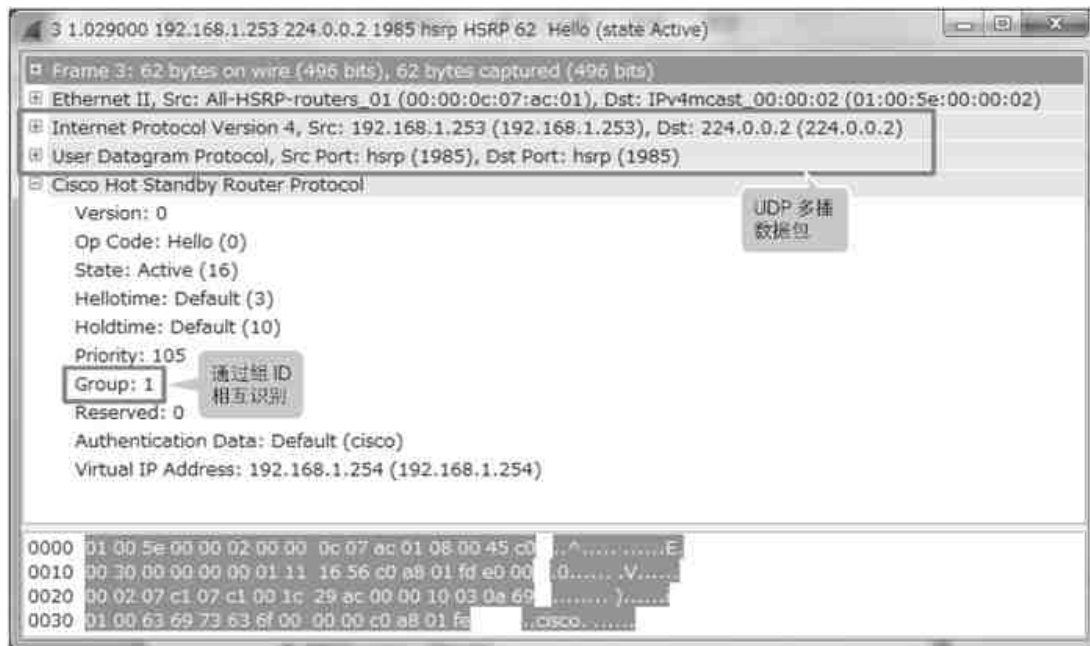 3 1.029000 192.168.1.253 224.0.0.2 1985 hsrp HSRP 62 Hello (state Active)
Frame 3: 62 bytes on wire (496 bits), 62 bytes captured (496 bits)
Ethernet II, Src: All-HSRP-routers_01 (00:00:0c:07:ac:01), Dst: IPv4mcast_00:00:02 (01:00:5e:00:00:02)
Internet Protocol Version 4, Src: 192.168.1.253 (192.168.1.253), Dst: 224.0.0.2 (224.0.0.2)
User Datagram Protocol, Src Port: hsrp (1985), Dst Port: hsrp (1985)
Cisco Hot Standby Router Protocol
UDP 多播
数据包
Version: 0
Op Code: Hello (0)
State: Active (16)
Hellotime: Default (3)
Holdtime: Default (10)
Priority: 105
Group: 1
通过组 ID
相互识别
Reserved: 0
Authentication Data: Default (cisco)
Virtual IP Address: 192.168.1.254 (192.168.1.254)
0000 01 00 5e 00 00 02 00 00 0c 07 ac 01 08 00 45 c0 ..^..... ......E.
0010 00 30 00 00 00 00 01 11 16 56 c0 a8 01 fd e0 00 .0...... .V......
0020 00 02 07 c1 07 c1 00 1c 29 ac 00 00 10 03 0a 69 ........ )......i
0030 01 00 63 69 73 63 6f 00 00 00 c0 a8 01 fe ..cisco. ......